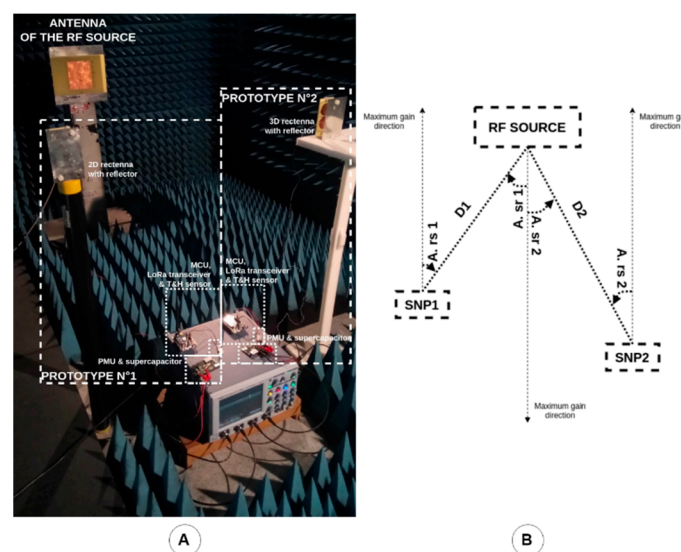 ANTENNA
OF THE RF SOURCE
PROTOTYPE N°2
3D rectenna
with reflector
2D rectenna
with reflector
MCU,
LoRa transceiver
& T&H sensor
MCU,
LoRa transceiver
& T&H sensor
PMU & supercapacitor
PMU & supercapacitor
PROTOTYPE N°1
A
Maximum gain
direction
RF SOURCE
Maximum ga
direction
D1
A. sr 1
A. sr 2
D2
A. rs 1
A. rs 2
SNP1
SNP2
Maximum gain
direction
B